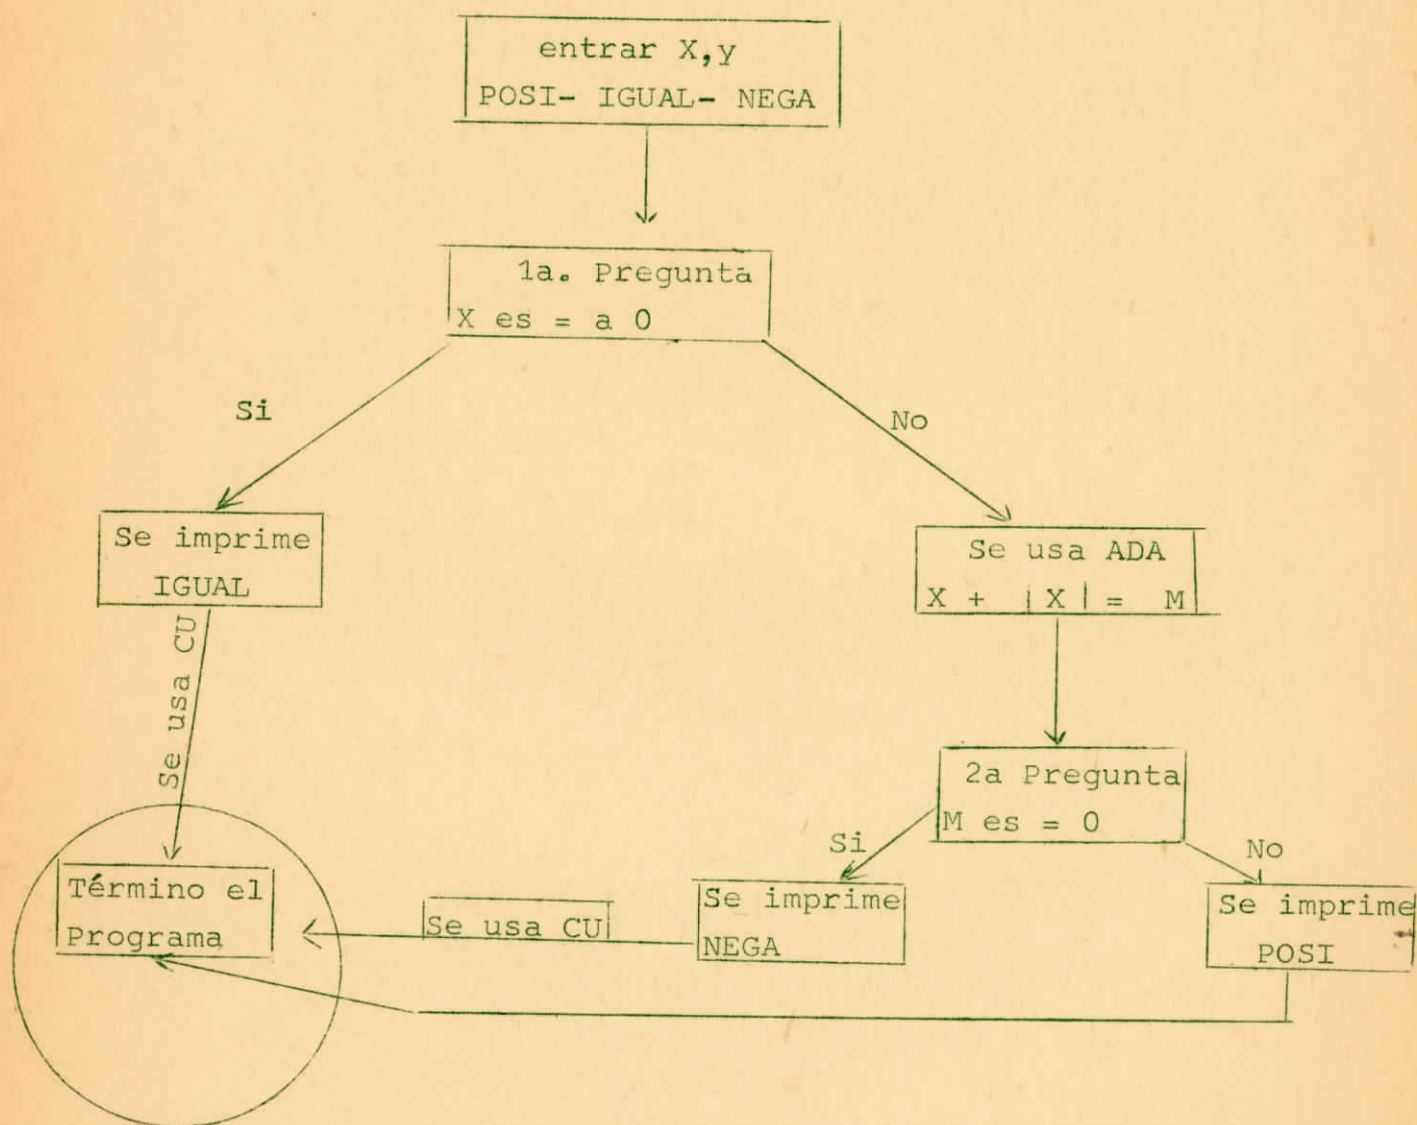 entrar X,y
POSI- IGUAL- NEGA
1a. Pregunta
X es = a 0
Si
No
Se imprime
IGUAL
Se usa ADA
X + |X| = M
Se usa CU
2a Pregunta
M es = 0
Si
No
Término el
Programa
Se usa CU
Se imprime
NEGA
Se imprime
POSI